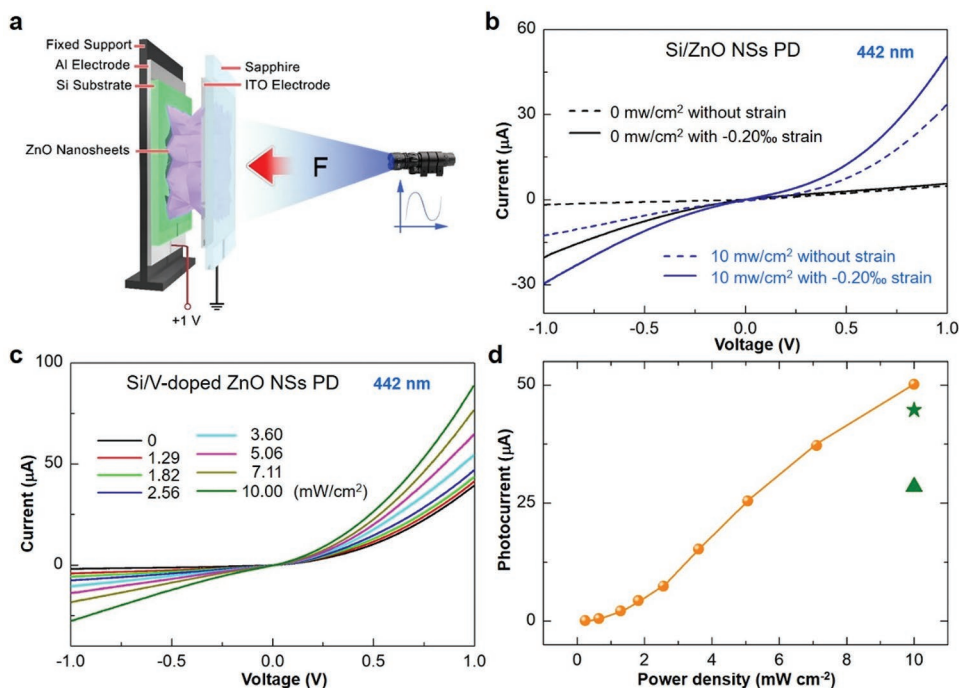 a
Fixed Support
Al Electrode
Si Substrate
ZnO Nanosheets
Sapphire
ITO Electrode
F
+1 V
b
Si/ZnO NSs PD
442 nm
0 mw/cm² without strain
0 mw/cm² with -0.20‰ strain
10 mw/cm² without strain
10 mw/cm² with -0.20‰ strain
Current (µA)
60
30
0
-30
-1.0 -0.5 0.0 0.5 1.0
Voltage (V)
c
Si/V-doped ZnO NSs PD
442 nm
0
1.29
1.82
2.56
3.60
5.06
7.11
10.00 (mW/cm²)
Current (µA)
100
50
0
-1.0 -0.5 0.0 0.5 1.0
Voltage (V)
d
Photocurrent (µA)
50
25
0
0 2 4 6 8 10
Power density (mW cm⁻²)